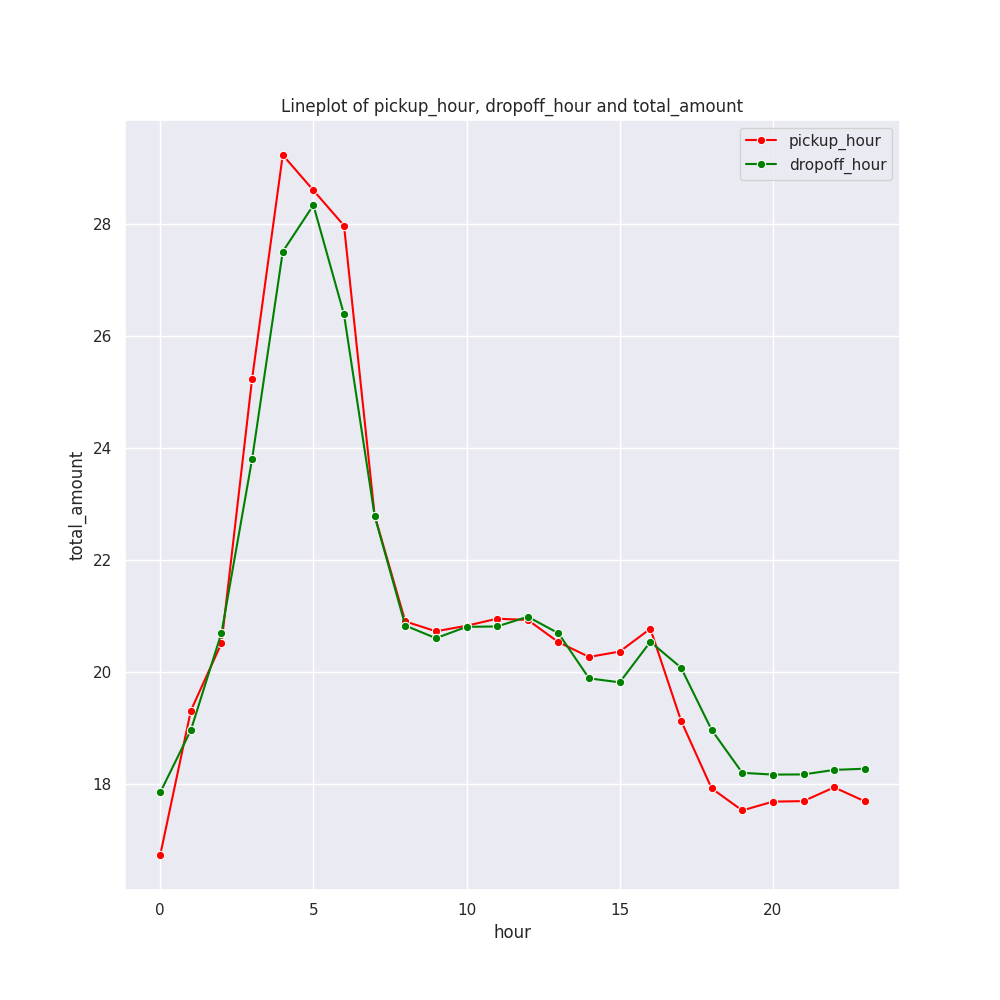 Lineplot of pickup_hour, dropoff_hour and total_amount
pickup_hour
dropoff_hour
28
26
24
22
20
18
total_amount
0 5 10 15 20
hour